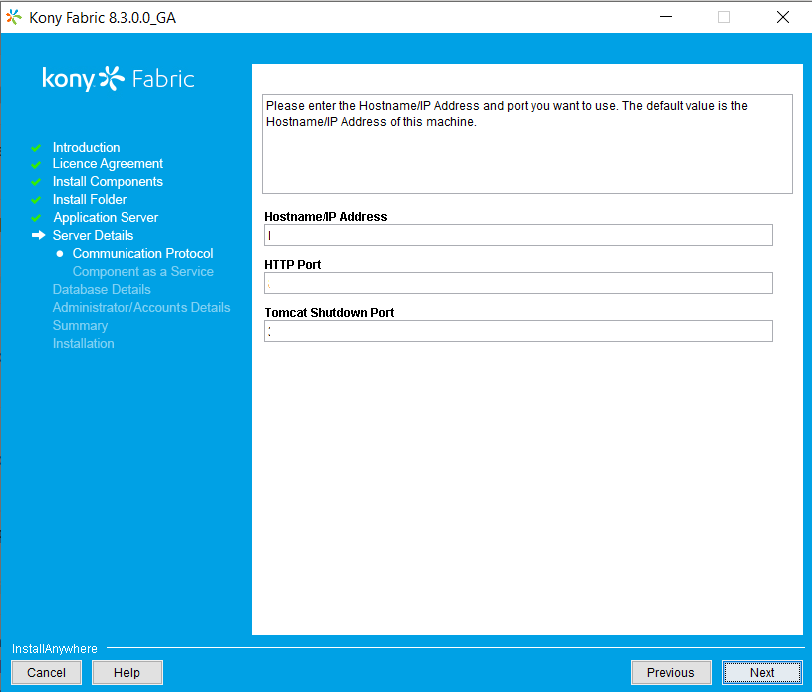 Kony Fabric 8.3.0.0_GA
kony Fabric
Introduction
Licence Agreement
Install Components
Install Folder
Application Server
Server Details
Communication Protocol
Component as a Service
Database Details
Administrator/Accounts Details
Summary
Installation
Please enter the Hostname/IP Address and port you want to use. The default value is the
Hostname/IP Address of this machine.
Hostname/IP Address
HTTP Port
Tomcat Shutdown Port
InstallAnywhere
Cancel
Help
Previous
Next